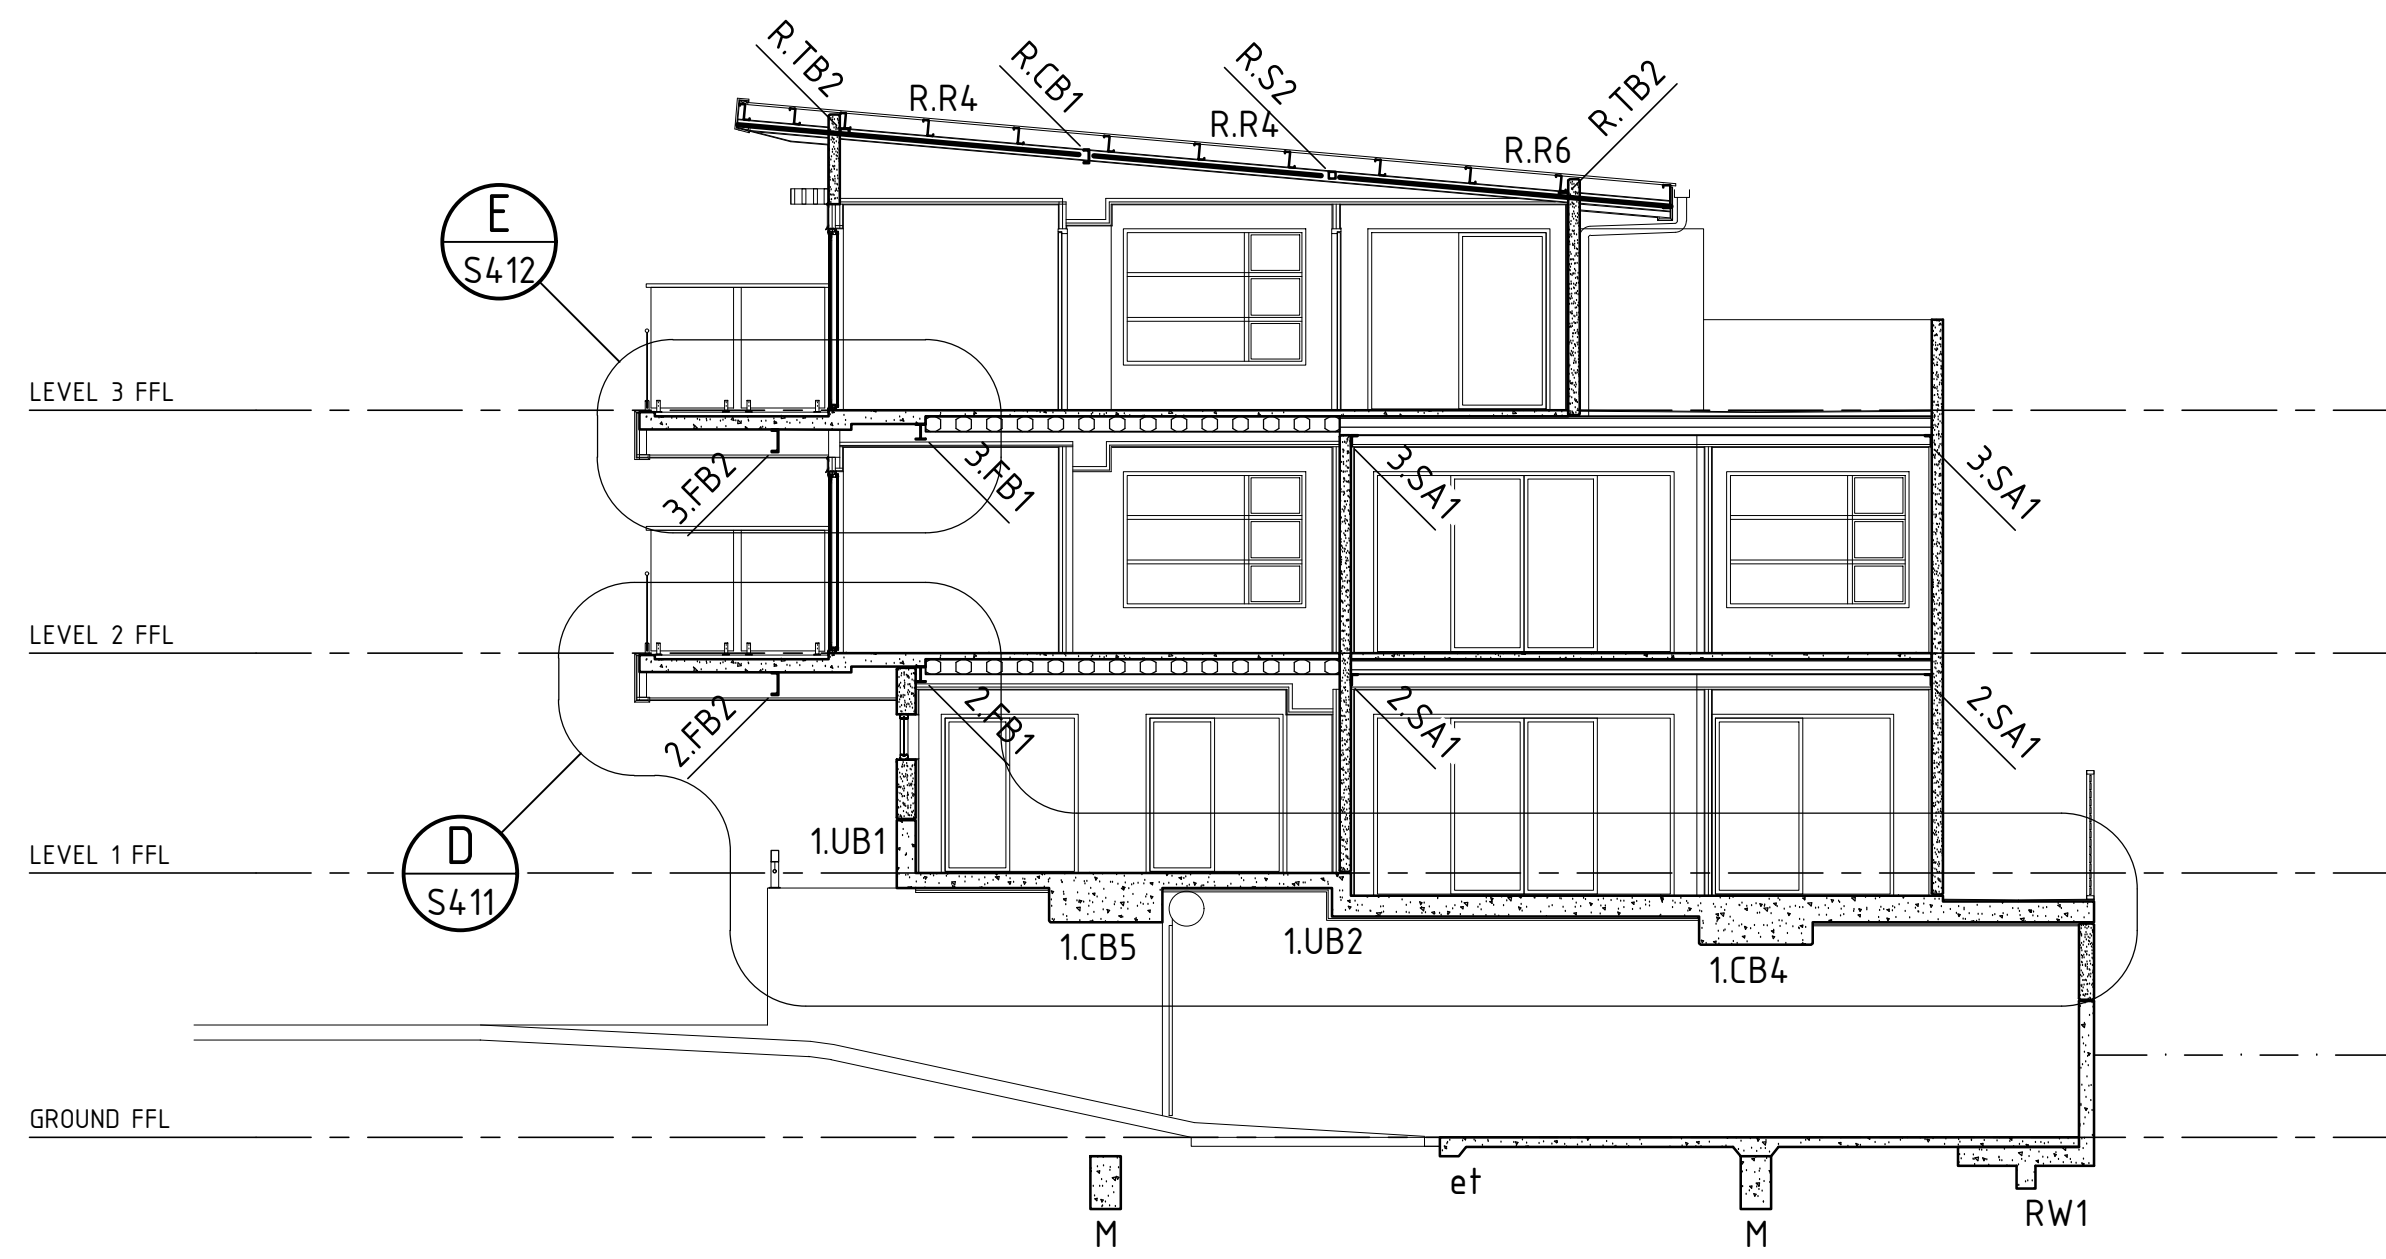 R.TB2
R.CB1
R.S2
R.TB2
R.R4
R.R4
R.R6
E
S412
LEVEL 3 FFL
3.FB2
3.FB1
3.SA1
3.SA1
LEVEL 2 FFL
2.FB2
2.FB1
2.SA1
2.SA1
D
S411
1.UB1
LEVEL 1 FFL
1.CB5
1.UB2
1.CB4
GROUND FFL
et
M
M
RW1